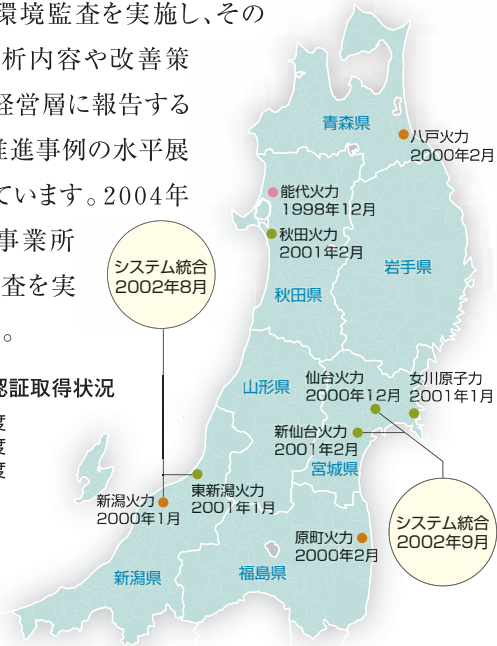 環境監査を実施し、その
析内容や改善策
経営層に報告する
推進事例の水平展
ています。2004年
事業所
査を実
。
認証取得状況
度
度
度
青森県
八戸火力
2000年2月
能代火力
1998年12月
秋田火力
2001年2月
岩手県
秋田県
システム統合
2002年8月
山形県
仙台火力
2000年12月
女川原子力
2001年1月
新仙台火力
2001年2月
宮城県
東新潟火力
2001年1月
新潟火力
2000年1月
システム統合
2002年9月
原町火力
2000年2月
新潟県
福島県